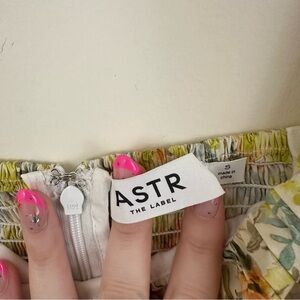 ASTR
THE LABEL
S
made in
china